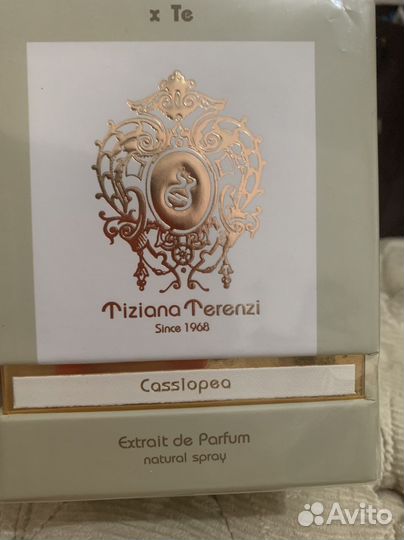 x Te
Tiziana Terenzi
Since 1968
Cassiopea
Extrait de Parfum
natural spray
Avito